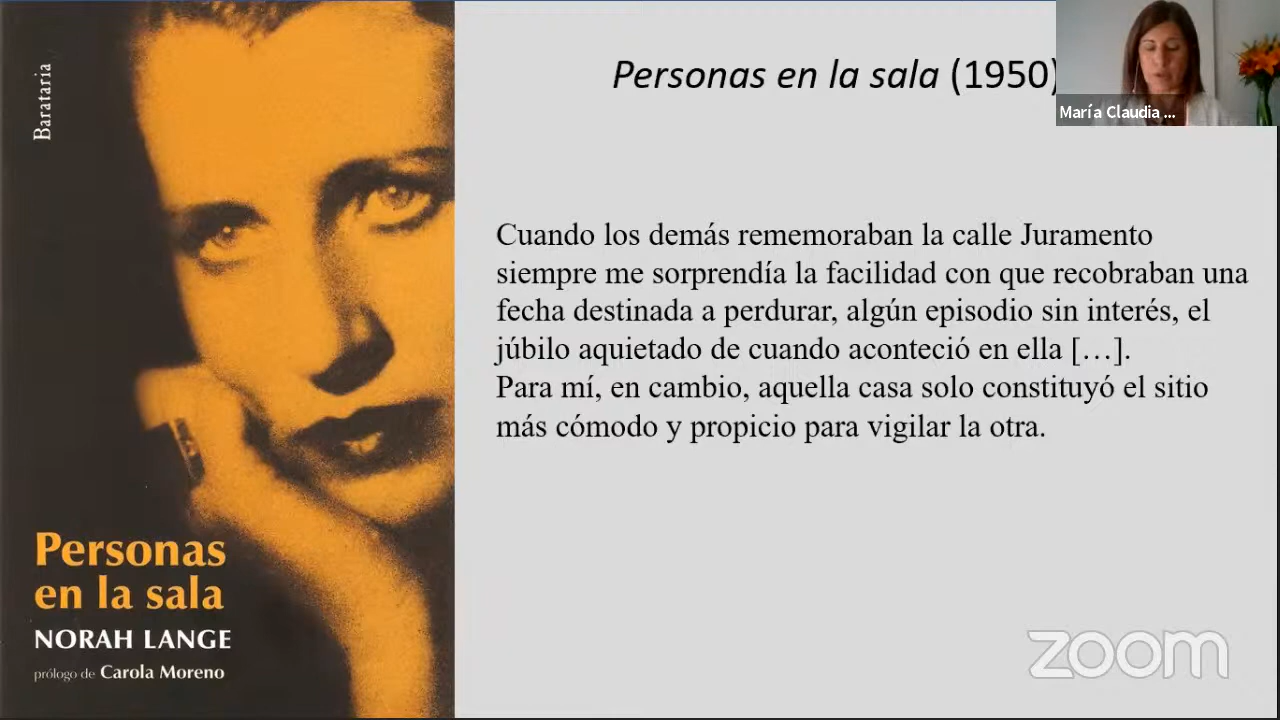 Barataria
Personas
en la sala
NORAH LANGE
prólogo de Carola Moreno
Personas en la sala (1950)
María Claudia ...
Cuando los demás rememoraban la calle Juramento
siempre me sorprendía la facilidad con que recobraban una
fecha destinada a perdurar, algún episodio sin interés, el
júbilo aquietado de cuando aconteció en ella […].
Para mí, en cambio, aquella casa solo constituyó el sitio
más cómodo y propicio para vigilar la otra.
zoom